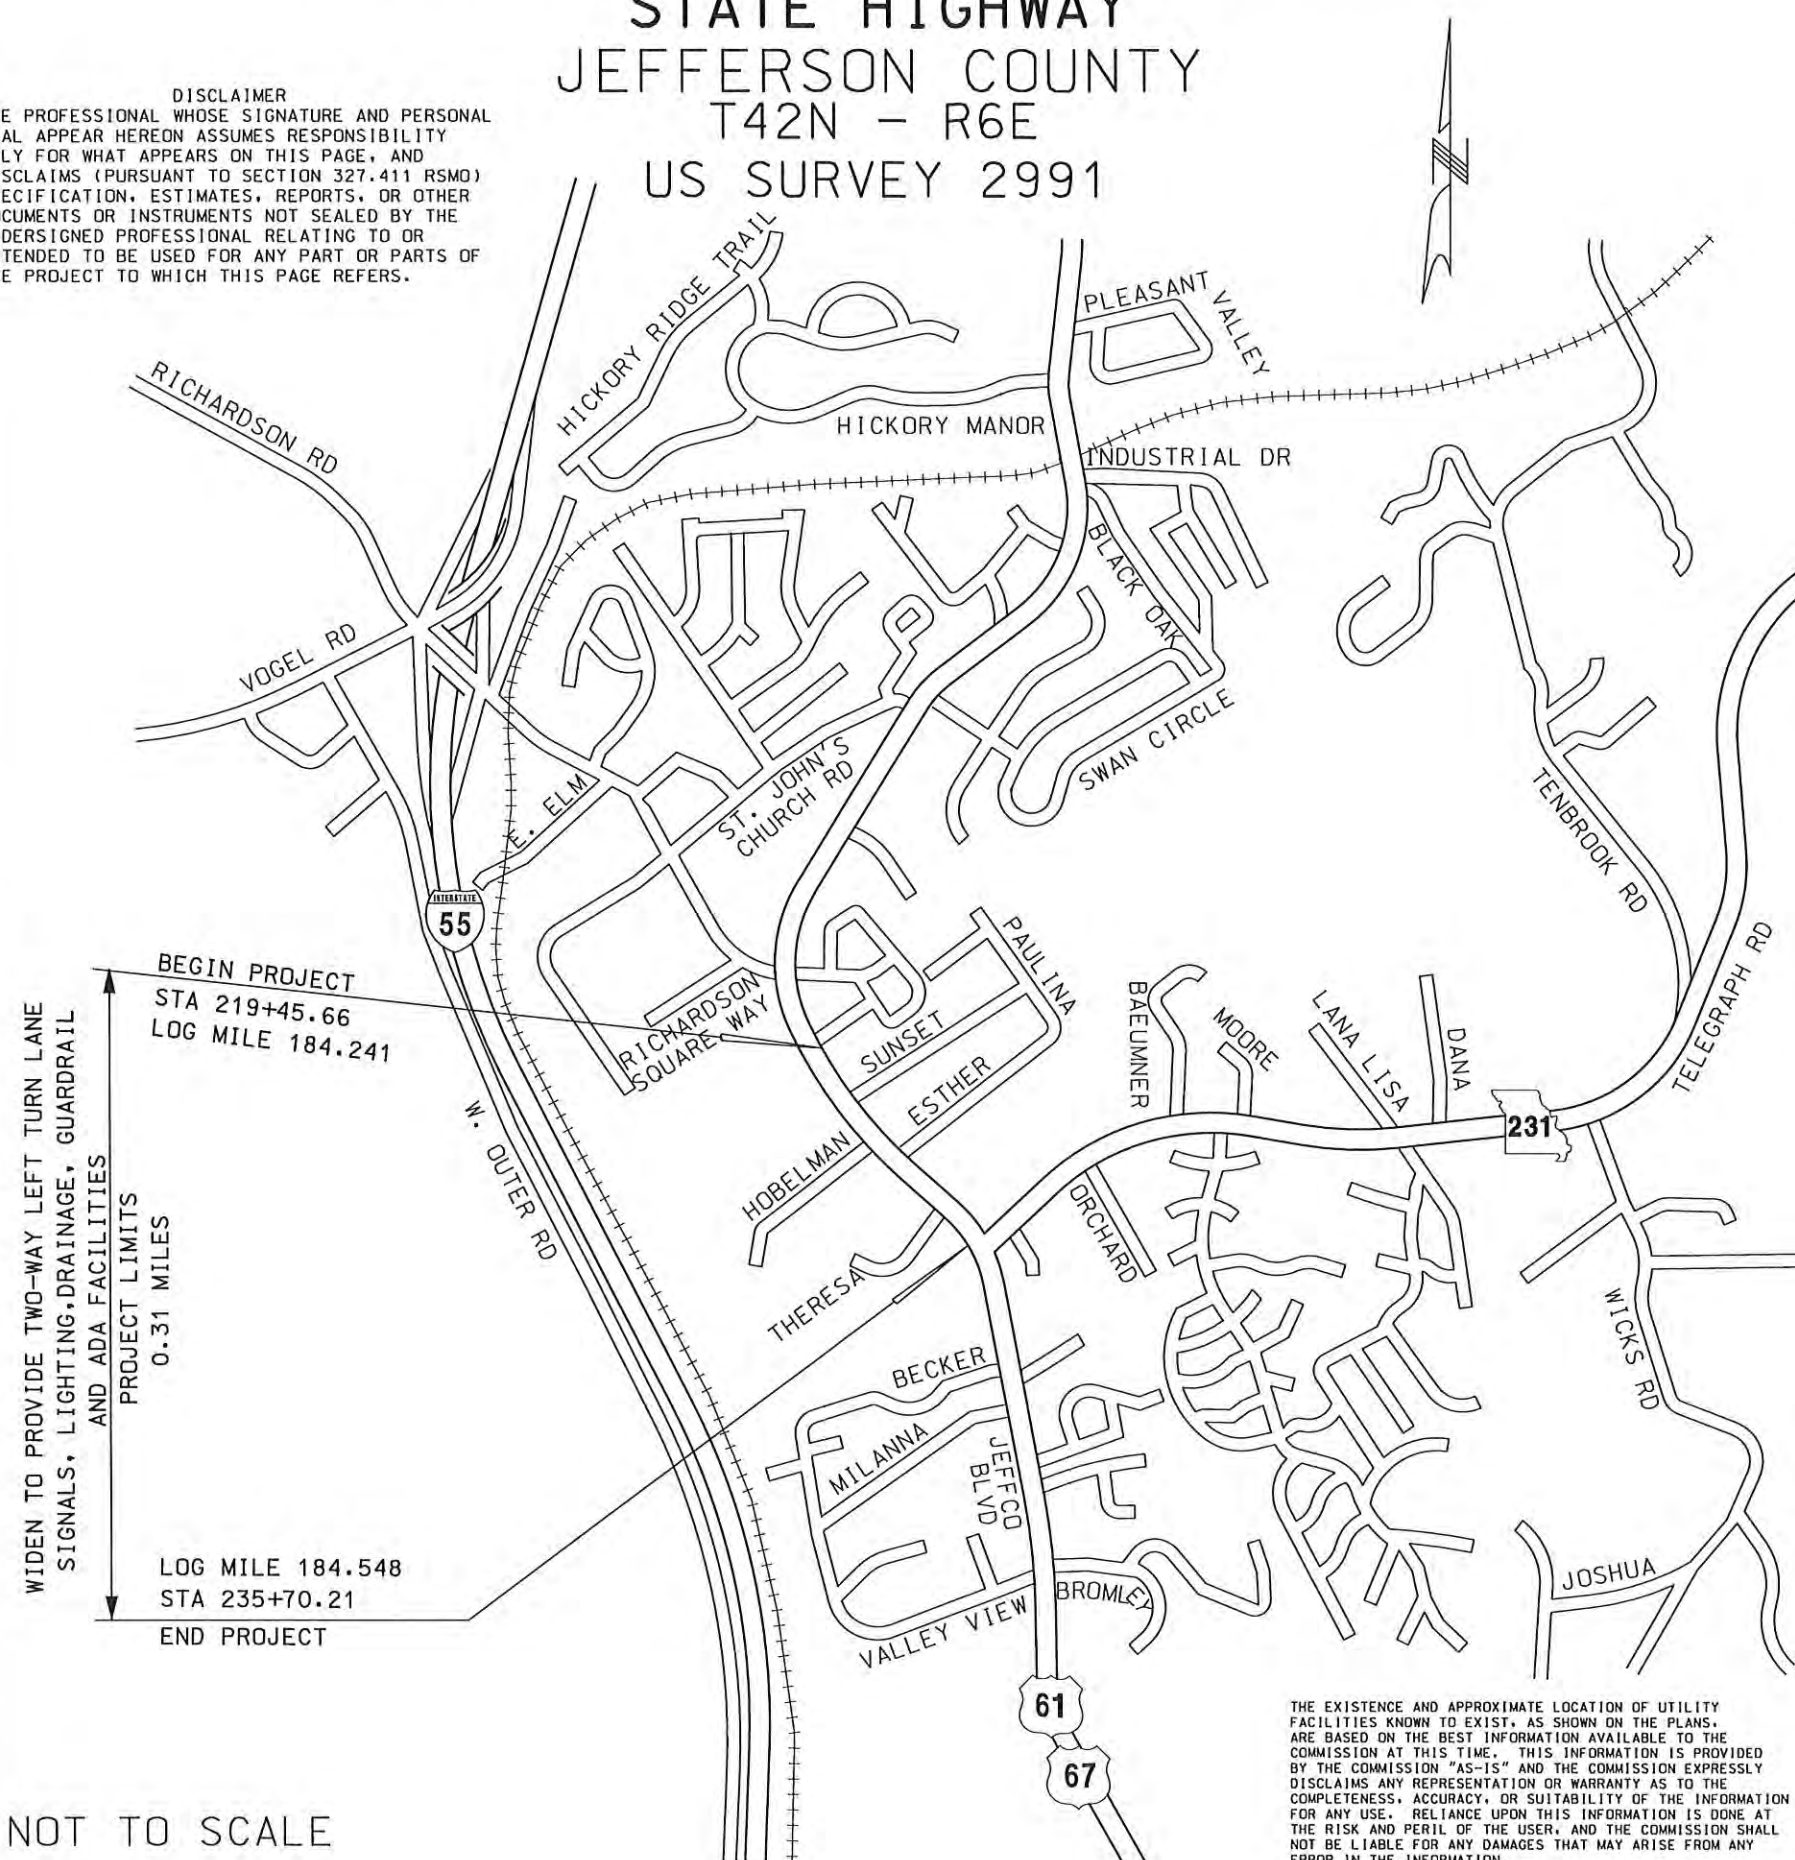 STATE HIGHWAY
JEFFERSON COUNTY
T42N - R6E
US SURVEY 2991
DISCLAIMER
E PROFESSIONAL WHOSE SIGNATURE AND PERSONAL
AL APPEAR HEREON ASSUMES RESPONSIBILITY
LY FOR WHAT APPEARS ON THIS PAGE, AND
SCLAIMS (PURSUANT TO SECTION 327.411 RSMO)
ECIFICATION, ESTIMATES, REPORTS, OR OTHER
CUMENTS OR INSTRUMENTS NOT SEALED BY THE
DERSIGNED PROFESSIONAL RELATING TO OR
TENDED TO BE USED FOR ANY PART OR PARTS OF
E PROJECT TO WHICH THIS PAGE REFERS.
N
HICKORY RIDGE TRAIL
PLEASANT
VALLEY
RICHARDSON RD
HICKORY MANOR
INDUSTRIAL DR
BLACK OAK
VOGEL RD
SWAN CIRCLE
ST. JOHN'S
CHURCH RD
E. ELM
TENBROOK RD
INTERSTATE
55
BEGIN PROJECT
STA 219+45.66
LOG MILE 184.241
RICHARDSON
SQUARE WAY
PAULINA
SUNSET
ESTHER
BAEUMNER
MOORE
LANA LISA
DANA
TELEGRAPH RD
231
W. OUTER RD
HOBELMAN
ORCHARD
THERESA
WICKS RD
WIDEN TO PROVIDE TWO-WAY LEFT TURN LANE
SIGNALS, LIGHTING,DRAINAGE, GUARDRAIL
AND ADA FACILITIES
PROJECT LIMITS
0.31 MILES
BECKER
MILANNA
JEFFCO
BLVD
LOG MILE 184.548
STA 235+70.21
END PROJECT
VALLEY VIEW
BROMLEY
JOSHUA
61
67
THE EXISTENCE AND APPROXIMATE LOCATION OF UTILITY
FACILITIES KNOWN TO EXIST, AS SHOWN ON THE PLANS,
ARE BASED ON THE BEST INFORMATION AVAILABLE TO THE
COMMISSION AT THIS TIME. THIS INFORMATION IS PROVIDED
BY THE COMMISSION "AS-IS" AND THE COMMISSION EXPRESSLY
DISCLAIMS ANY REPRESENTATION OR WARRANTY AS TO THE
COMPLETENESS, ACCURACY, OR SUITABILITY OF THE INFORMATION
FOR ANY USE. RELIANCE UPON THIS INFORMATION IS DONE AT
THE RISK AND PERIL OF THE USER, AND THE COMMISSION SHALL
NOT BE LIABLE FOR ANY DAMAGES THAT MAY ARISE FROM ANY
ERROR IN THE INFORMATION
NOT TO SCALE